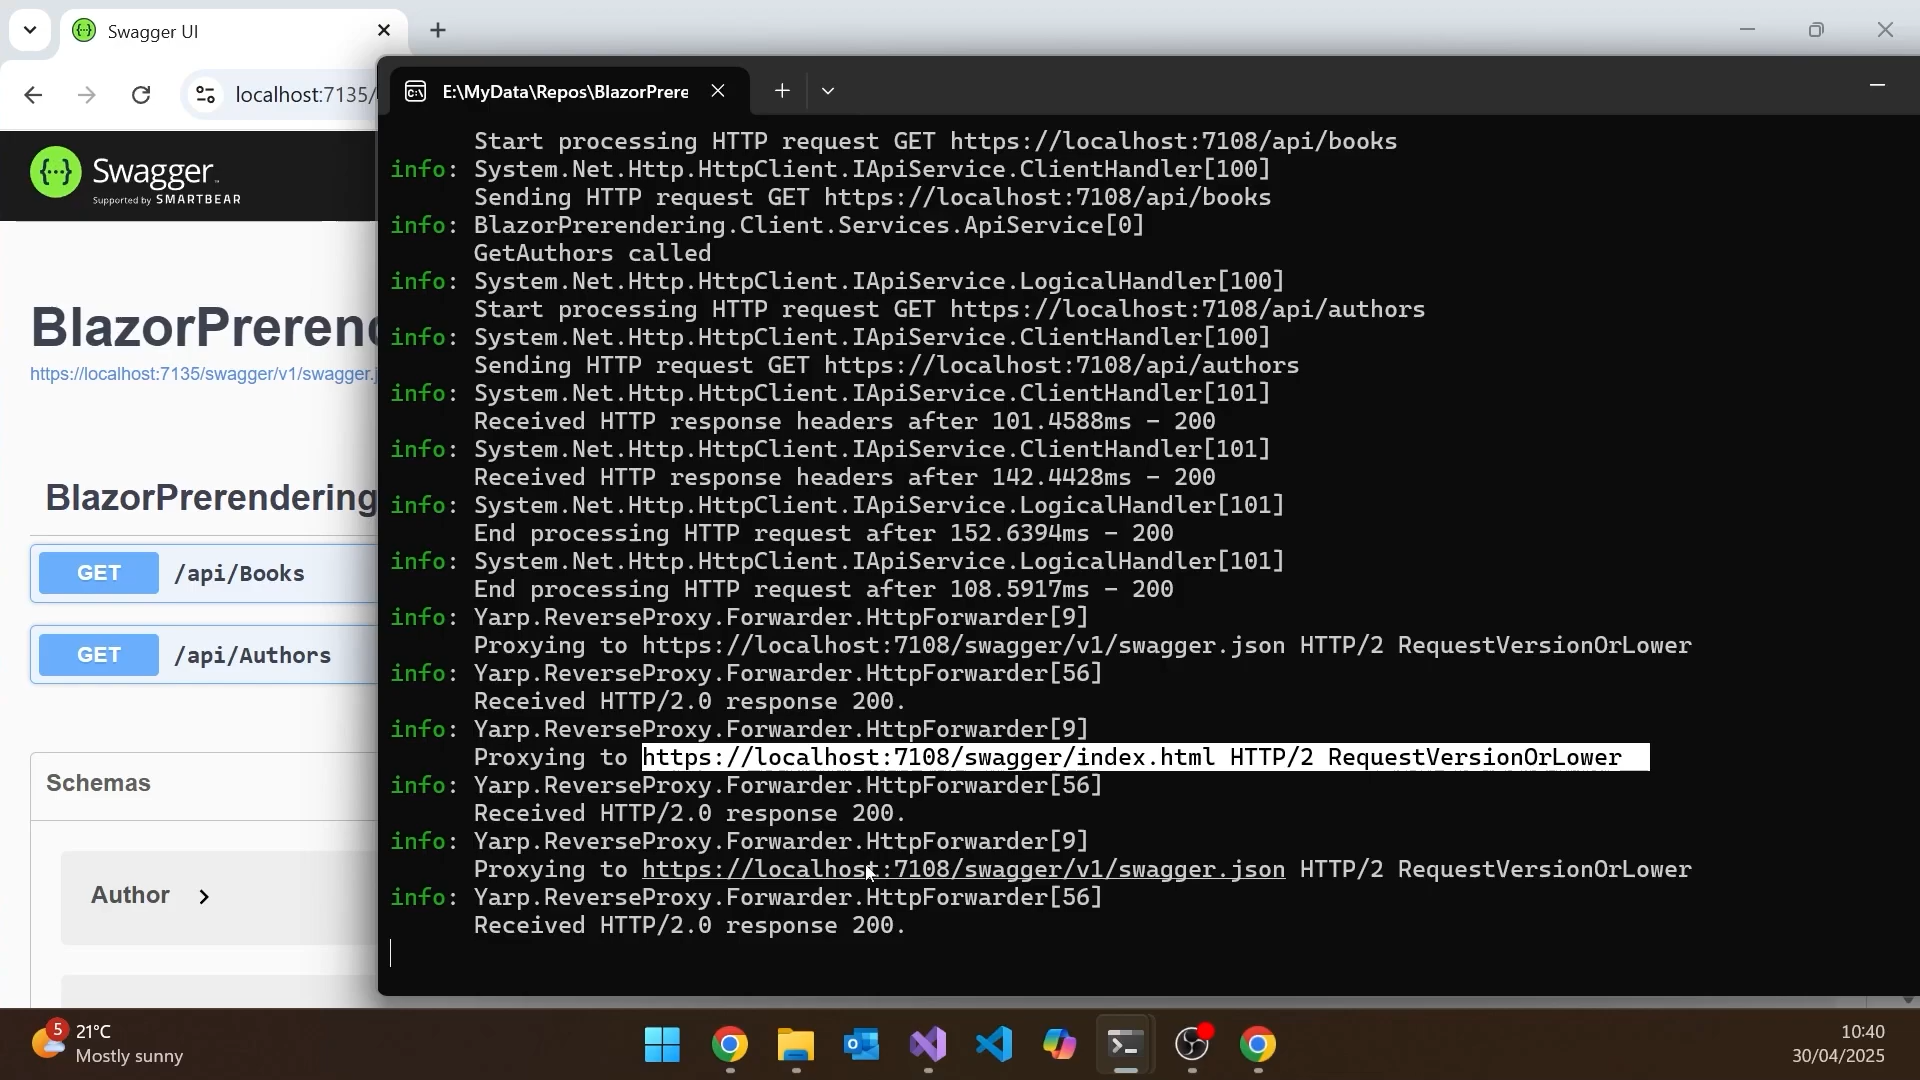 Swagger UI
localhost:7135/
Swagger
Supported by SMARTBEAR
BlazorPreren
https://localhost:7135/swagger/v1/swagger.j
BlazorPrerendering
GET /api/Books
GET /api/Authors
Schemas
Author
E:\MyData\Repos\BlazorPrere
Start processing HTTP request GET https://localhost:7108/api/books
info: System.Net.Http.HttpClient.IApiService.ClientHandler[100]
Sending HTTP request GET https://localhost:7108/api/books
info: BlazorPrerendering.Client.Services.ApiService[0]
GetAuthors called
info: System.Net.Http.HttpClient.IApiService.LogicalHandler[100]
Start processing HTTP request GET https://localhost:7108/api/authors
info: System.Net.Http.HttpClient.IApiService.ClientHandler[100]
Sending HTTP request GET https://localhost:7108/api/authors
info: System.Net.Http.HttpClient.IApiService.ClientHandler[101]
Received HTTP response headers after 101.4588ms - 200
info: System.Net.Http.HttpClient.IApiService.ClientHandler[101]
Received HTTP response headers after 142.4428ms - 200
info: System.Net.Http.HttpClient.IApiService.LogicalHandler[101]
End processing HTTP request after 152.6394ms - 200
info: System.Net.Http.HttpClient.IApiService.LogicalHandler[101]
End processing HTTP request after 108.5917ms - 200
info: Yarp.ReverseProxy.Forwarder.HttpForwarder[9]
Proxying to https://localhost:7108/swagger/v1/swagger.json HTTP/2 RequestVersionOrLower
info: Yarp.ReverseProxy.Forwarder.HttpForwarder[56]
Received HTTP/2.0 response 200.
info: Yarp.ReverseProxy.Forwarder.HttpForwarder[9]
Proxying to https://localhost:7108/swagger/index.html HTTP/2 RequestVersionOrLower
info: Yarp.ReverseProxy.Forwarder.HttpForwarder[56]
Received HTTP/2.0 response 200.
info: Yarp.ReverseProxy.Forwarder.HttpForwarder[9]
Proxying to https://localhost:7108/swagger/v1/swagger.json HTTP/2 RequestVersionOrLower
info: Yarp.ReverseProxy.Forwarder.HttpForwarder[56]
Received HTTP/2.0 response 200.
5
21°C
Mostly sunny
10:40
30/04/2025